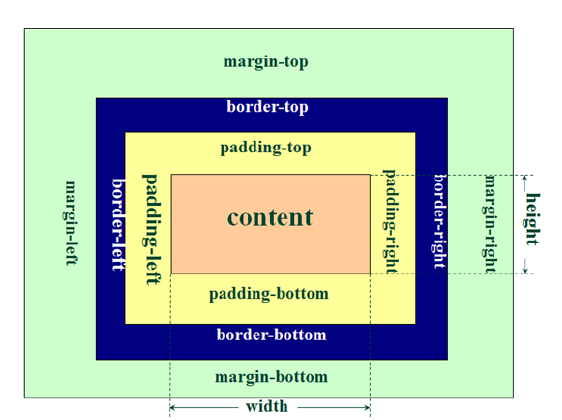 margin-top
border-top
padding-top
margin-left
border-left
padding-left
content
padding-right
border-right
margin-right
height
padding-bottom
border-bottom
margin-bottom
width